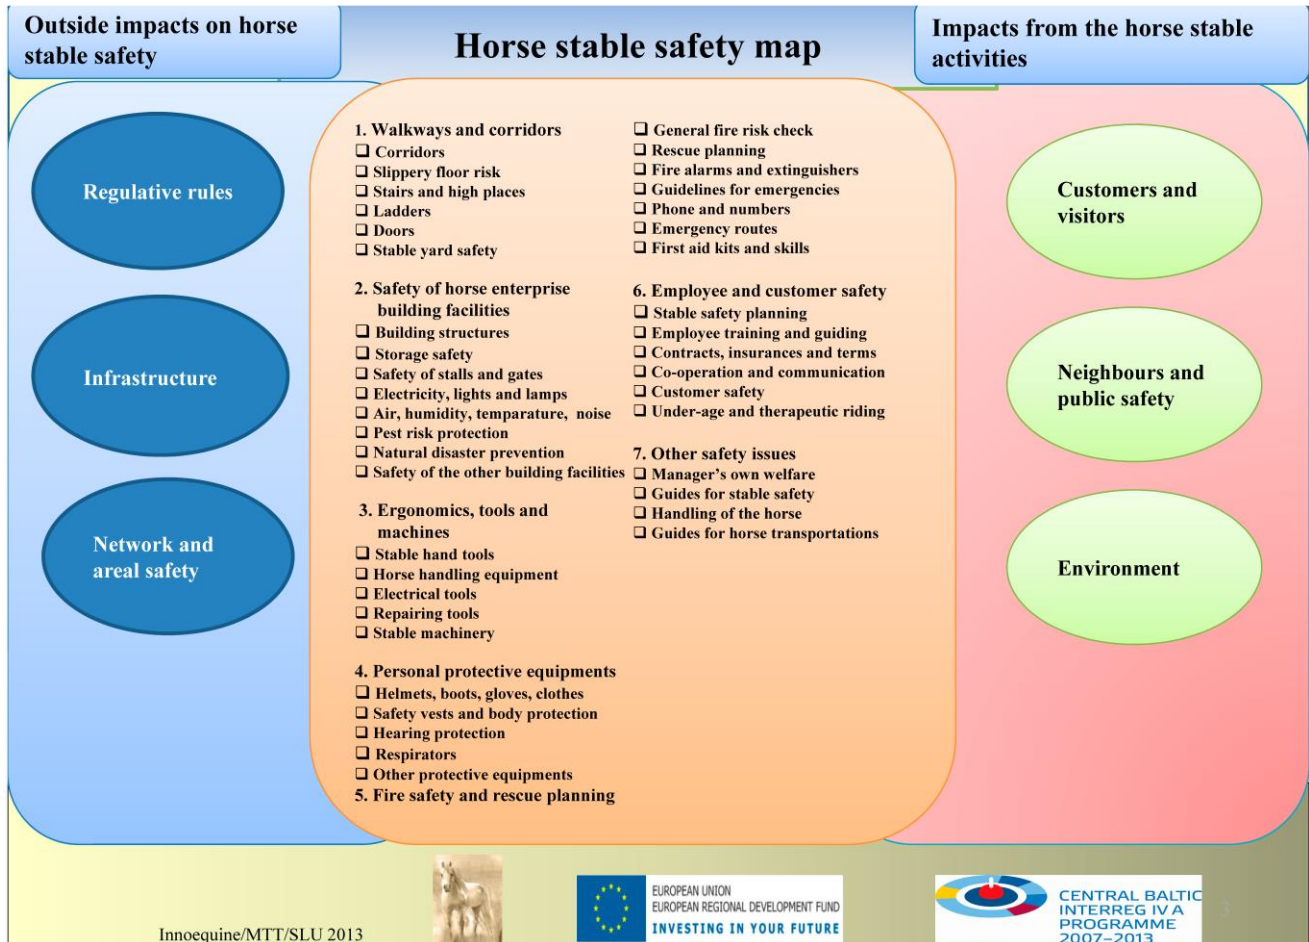 Outside impacts on horse
stable safety
Horse stable safety map
Impacts from the horse stable
activities
Regulative rules
Infrastructure
Network and
areal safety
1. Walkways and corridors
❑ Corridors
❑ Slippery floor risk
❑ Stairs and high places
❑ Ladders
❑ Doors
❑ Stable yard safety
2. Safety of horse enterprise
building facilities
❑ Building structures
❑ Storage safety
❑ Safety of stalls and gates
❑ Electricity, lights and lamps
❑ Air, humidity, temparature, noise
❑ Pest risk protection
❑ Natural disaster prevention
❑ Safety of the other building facilities
3. Ergonomics, tools and
machines
❑ Stable hand tools
❑ Horse handling equipment
❑ Electrical tools
❑ Repairing tools
❑ Stable machinery
4. Personal protective equipments
❑ Helmets, boots, gloves, clothes
❑ Safety vests and body protection
❑ Hearing protection
❑ Respirators
❑ Other protective equipments
5. Fire safety and rescue planning
❑ General fire risk check
❑ Rescue planning
❑ Fire alarms and extinguishers
❑ Guidelines for emergencies
❑ Phone and numbers
❑ Emergency routes
❑ First aid kits and skills
6. Employee and customer safety
❑ Stable safety planning
❑ Employee training and guiding
❑ Contracts, insurances and terms
❑ Co-operation and communication
❑ Customer safety
❑ Under-age and therapeutic riding
7. Other safety issues
❑ Manager's own welfare
❑ Guides for stable safety
❑ Handling of the horse
❑ Guides for horse transportations
Customers and
visitors
Neighbours and
public safety
Environment
Innoequine/MTT/SLU 2013
EUROPEAN UNION
EUROPEAN REGIONAL DEVELOPMENT FUND
INVESTING IN YOUR FUTURE
CENTRAL BALTIC
INTERREG IV A
PROGRAMME
2007–2013
3